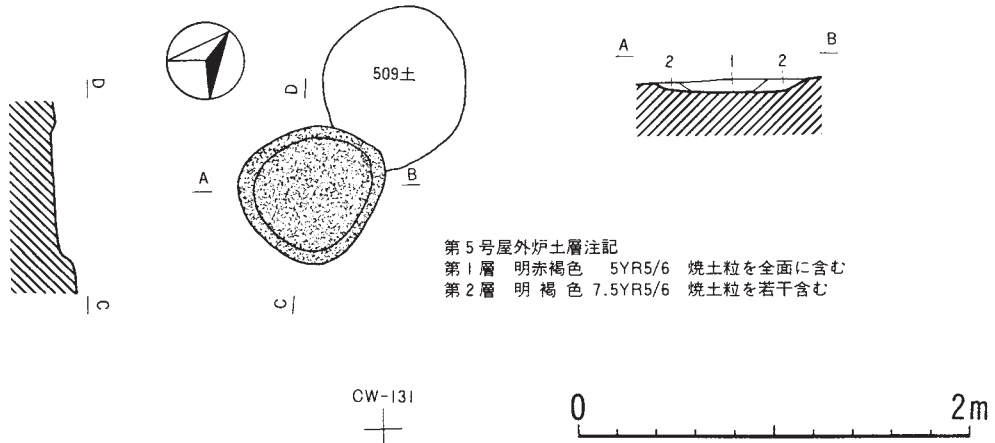 509土
A
B
C
D
C
D
A
B
2
1
2
第5号屋外炉土層注記
第1層 明赤褐色 5YR5/6 焼土粒を全面に含む
第2層 明 褐 色 7.5YR5/6 焼土粒を若干含む
CW-131
0
2m